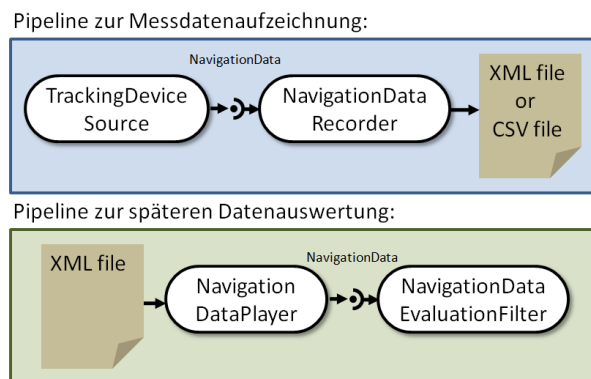 Pipeline zur Messdatenaufzeichnung:
NavigationData
TrackingDevice
Source
NavigationData
Recorder
XML file
or
CSV file
Pipeline zur späteren Datenauswertung:
XML file
NavigationData
Navigation
DataPlayer
NavigationData
EvaluationFilter